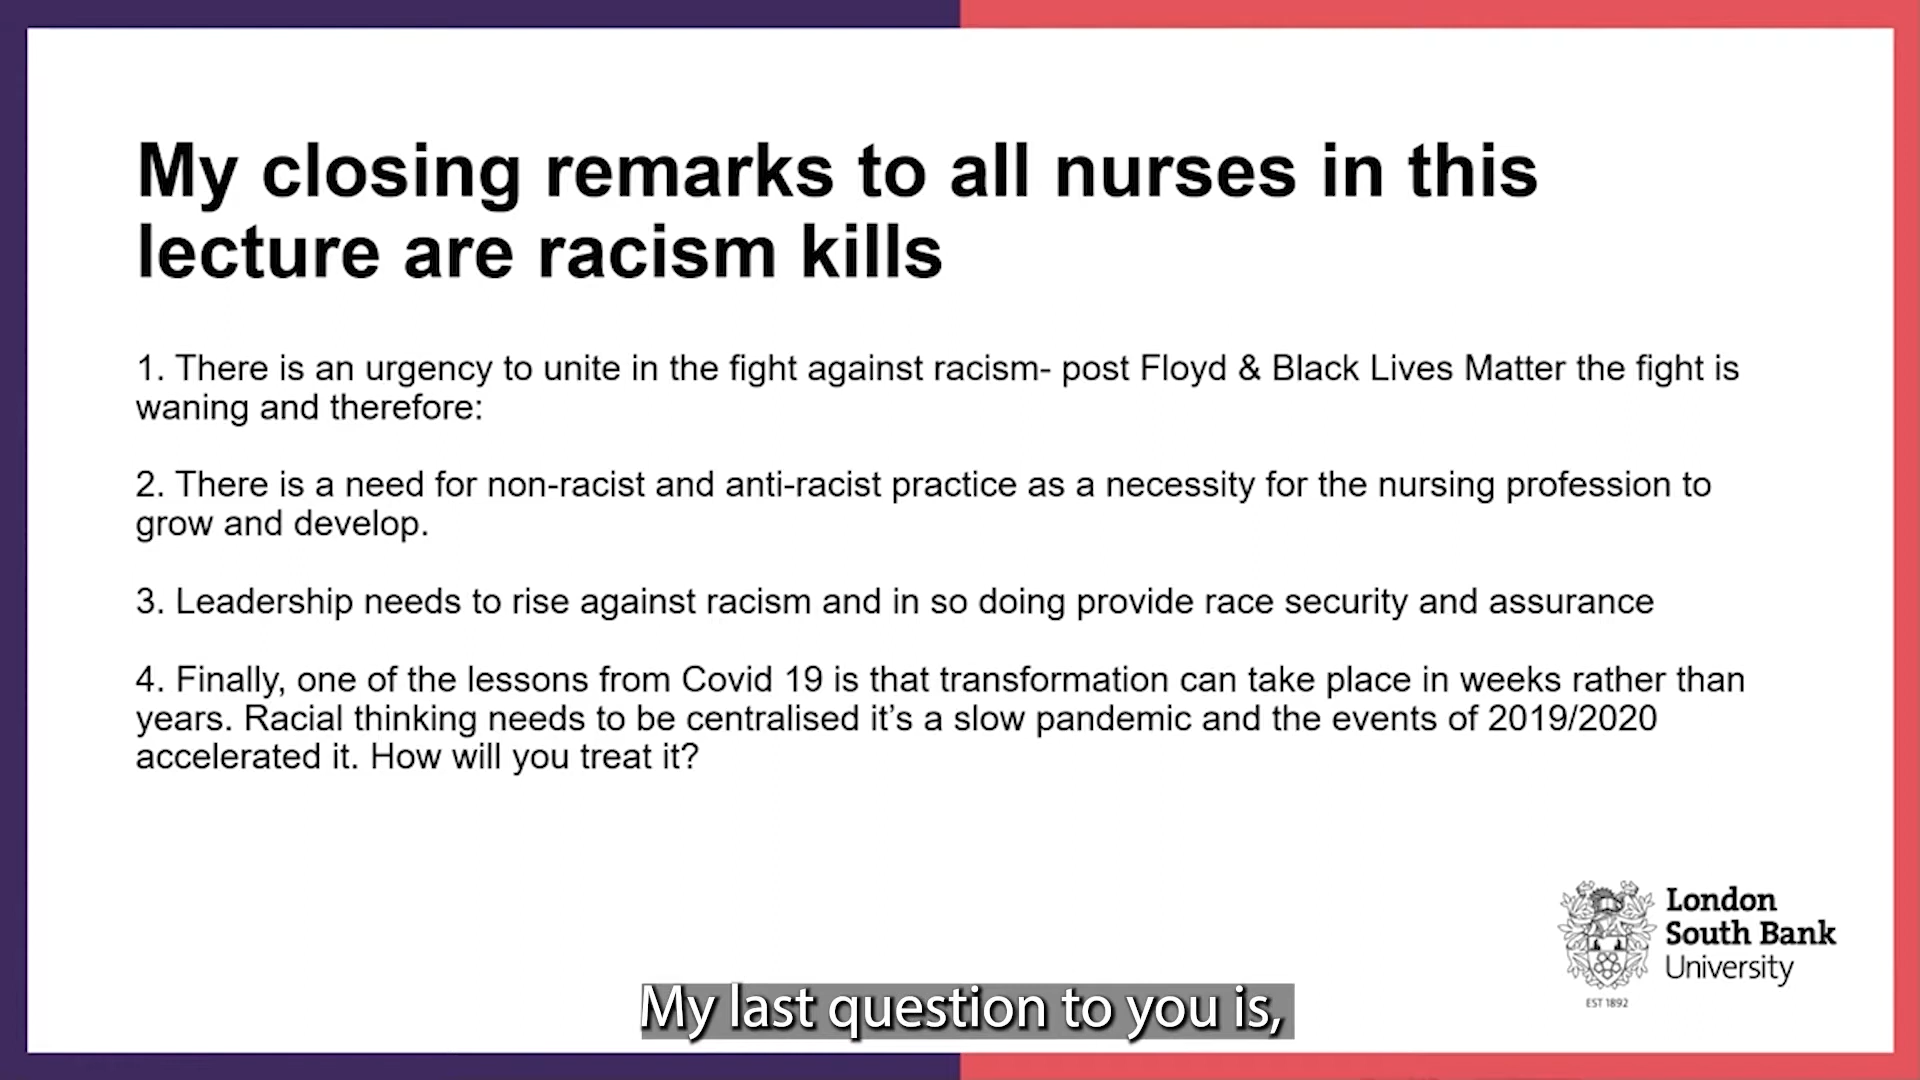 My closing remarks to all nurses in this
lecture are racism kills
1. There is an urgency to unite in the fight against racism- post Floyd & Black Lives Matter the fight is
waning and therefore:
2. There is a need for non-racist and anti-racist practice as a necessity for the nursing profession to
grow and develop.
3. Leadership needs to rise against racism and in so doing provide race security and assurance
4. Finally, one of the lessons from Covid 19 is that transformation can take place in weeks rather than
years. Racial thinking needs to be centralised it’s a slow pandemic and the events of 2019/2020
accelerated it. How will you treat it?
London
South Bank
University
EST 1892
My last question to you is,